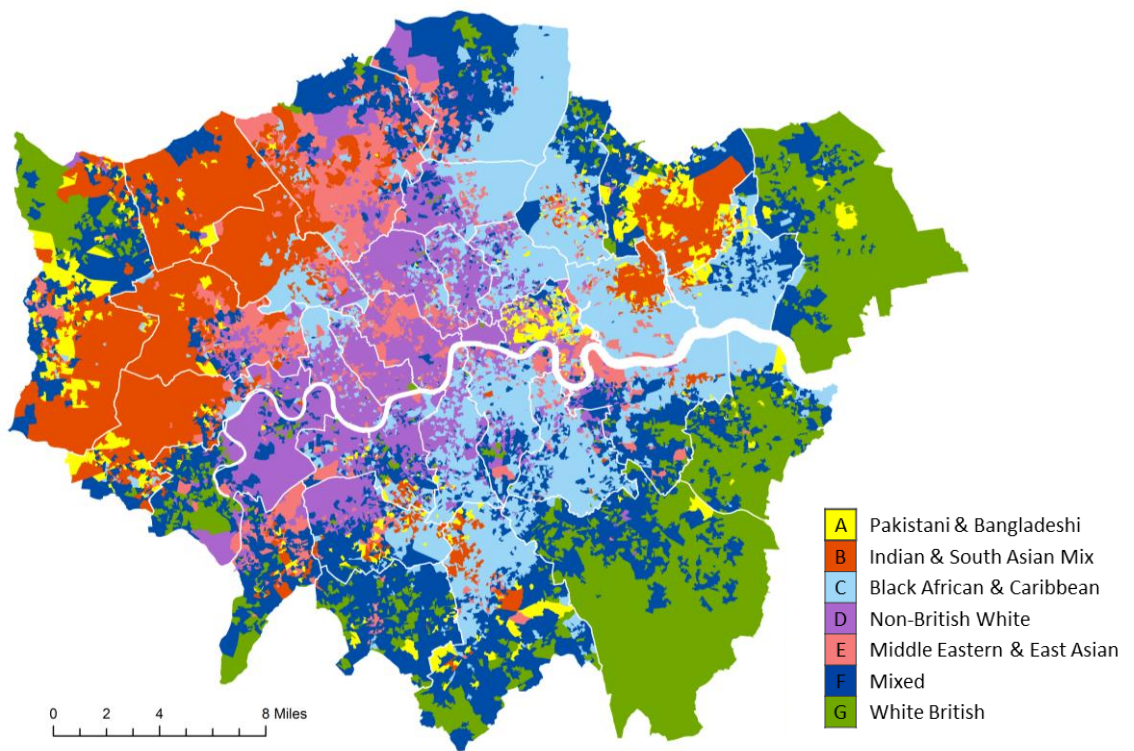 A Pakistani & Bangladeshi
B Indian & South Asian Mix
C Black African & Caribbean
D Non-British White
E Middle Eastern & East Asian
F Mixed
G White British
0 2 4 8 Miles